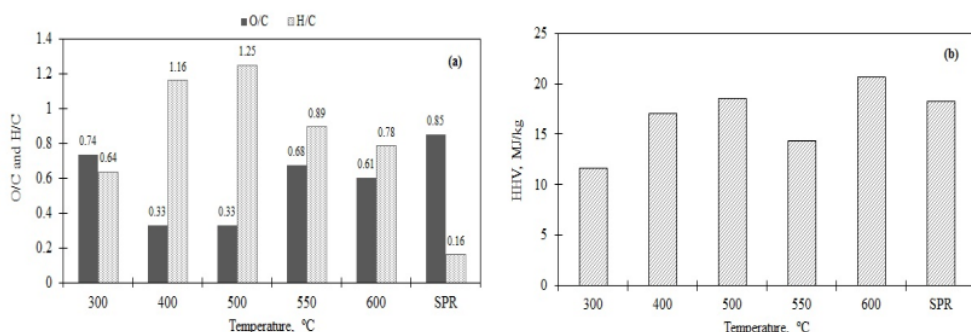 O/C H/C
(a)
O/C and H/C
1.4
1.2
1
0.8
0.6
0.4
0.2
0
0.74
0.64
0.33
1.16
0.33
1.25
0.68
0.89
0.61
0.78
0.85
0.16
300 400 500 550 600 SPR
Temperature, °C
(b)
HHV, MJ/kg
25
20
15
10
5
0
300 400 500 550 600 SPR
Temperature, °C